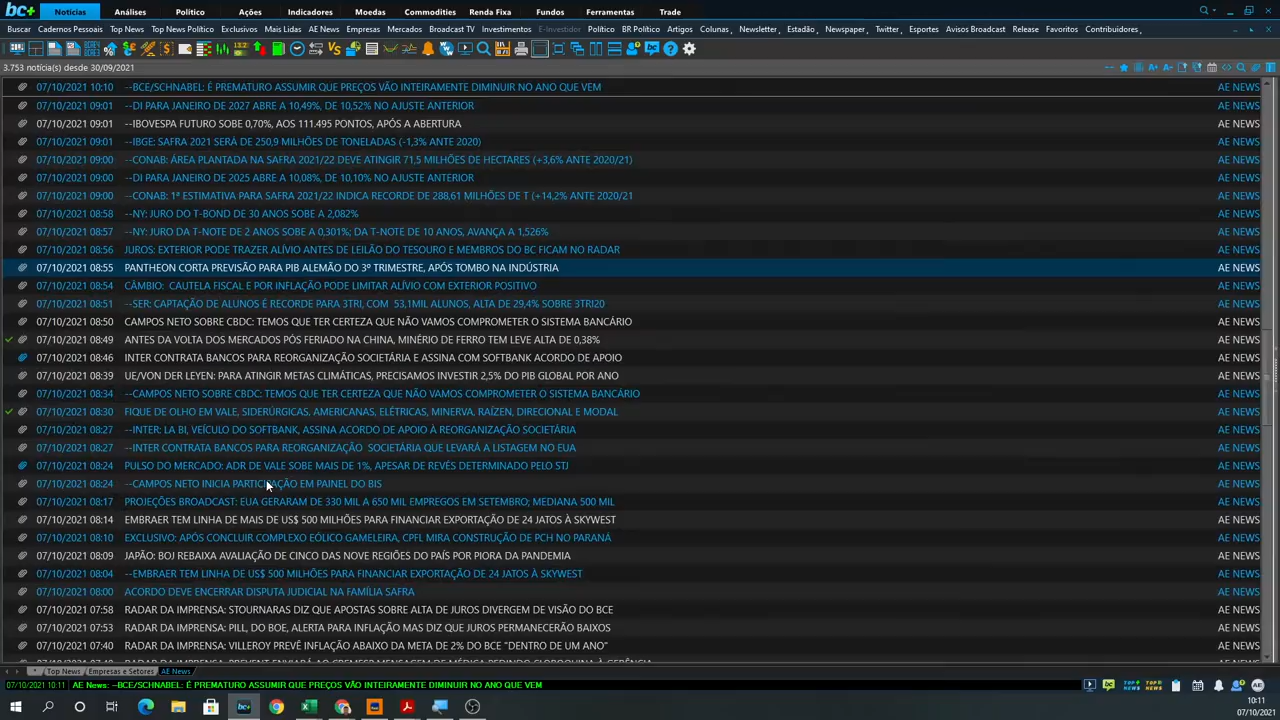 bc+ Notícias Análises Político Ações Indicadores Moedas Commodities Renda Fixa Fundos Ferramentas Trade
Buscar Cadernos Pessoais Top News Top News Político Exclusivos Mais Lidas AE News Empresas Mercados Broadcast TV Investimentos E-Investidor Político BR Político Artigos Colunas Newsletter Estadão Newspaper Twitter Esportes Avisos Broadcast Release Favoritos Contribuidores
3.753 notícia(s) desde 30/09/2021
07/10/2021 10:10 --BCE/SCHNABEL: É PREMATURO ASSUMIR QUE PREÇOS VÃO INTEIRAMENTE DIMINUIR NO ANO QUE VEM AE NEWS
07/10/2021 09:01 --DI PARA JANEIRO DE 2027 ABRE A 10,49%, DE 10,52% NO AJUSTE ANTERIOR AE NEWS
07/10/2021 09:01 --IBOVESPA FUTURO SOBE 0,70%, AOS 111.495 PONTOS, APÓS A ABERTURA AE NEWS
07/10/2021 09:01 --IBGE: SAFRA 2021 SERÁ DE 250,9 MILHÕES DE TONELADAS (-1,3% ANTE 2020) AE NEWS
07/10/2021 09:00 --CONAB: ÁREA PLANTADA NA SAFRA 2021/22 DEVE ATINGIR 71,5 MILHÕES DE HECTARES (+3,6% ANTE 2020/21) AE NEWS
07/10/2021 09:00 --DI PARA JANEIRO DE 2025 ABRE A 10,08%, DE 10,10% NO AJUSTE ANTERIOR AE NEWS
07/10/2021 09:00 --CONAB: 1ª ESTIMATIVA PARA SAFRA 2021/22 INDICA RECORDE DE 288,61 MILHÕES DE T (+14,2% ANTE 2020/21 AE NEWS
07/10/2021 08:58 --NY: JURO DO T-BOND DE 30 ANOS SOBE A 2,082% AE NEWS
07/10/2021 08:57 --NY: JURO DA T-NOTE DE 2 ANOS SOBE A 0,301%; DA T-NOTE DE 10 ANOS, AVANÇA A 1,526% AE NEWS
07/10/2021 08:56 JUROS: EXTERIOR PODE TRAZER ALÍVIO ANTES DE LEILÃO DO TESOURO E MEMBROS DO BC FICAM NO RADAR AE NEWS
07/10/2021 08:55 PANTHEON CORTA PREVISÃO PARA PIB ALEMÃO DO 3º TRIMESTRE, APÓS TOMBO NA INDÚSTRIA AE NEWS
07/10/2021 08:54 CÂMBIO: CAUTELA FISCAL E POR INFLAÇÃO PODE LIMITAR ALÍVIO COM EXTERIOR POSITIVO AE NEWS
07/10/2021 08:51 --SER: CAPTAÇÃO DE ALUNOS É RECORDE PARA 3TRI, COM 53,1MIL ALUNOS, ALTA DE 29,4% SOBRE 3TRI20 AE NEWS
07/10/2021 08:50 CAMPOS NETO SOBRE CBDC: TEMOS QUE TER CERTEZA QUE NÃO VAMOS COMPROMETER O SISTEMA BANCÁRIO AE NEWS
07/10/2021 08:49 ANTES DA VOLTA DOS MERCADOS PÓS FERIADO NA CHINA, MINÉRIO DE FERRO TEM LEVE ALTA DE 0,38% AE NEWS
07/10/2021 08:46 INTER CONTRATA BANCOS PARA REORGANIZAÇÃO SOCIETÁRIA E ASSINA COM SOFTBANK ACORDO DE APOIO AE NEWS
07/10/2021 08:39 UE/VON DER LEYEN: PARA ATINGIR METAS CLIMÁTICAS, PRECISAMOS INVESTIR 2,5% DO PIB GLOBAL POR ANO AE NEWS
07/10/2021 08:34 --CAMPOS NETO SOBRE CBDC: TEMOS QUE TER CERTEZA QUE NÃO VAMOS COMPROMETER O SISTEMA BANCÁRIO AE NEWS
07/10/2021 08:30 FIQUE DE OLHO EM VALE, SIDERÚRGICAS, AMERICANAS, ELÉTRICAS, MINERVA, RAÍZEN, DIRECIONAL E MODAL AE NEWS
07/10/2021 08:27 --INTER: LA BI, VEÍCULO DO SOFTBANK, ASSINA ACORDO DE APOIO À REORGANIZAÇÃO SOCIETÁRIA AE NEWS
07/10/2021 08:27 --INTER CONTRATA BANCOS PARA REORGANIZAÇÃO SOCIETÁRIA QUE LEVARÁ A LISTAGEM NO EUA AE NEWS
07/10/2021 08:24 PULSO DO MERCADO: ADR DE VALE SOBE MAIS DE 1%, APESAR DE REVÉS DETERMINADO PELO STJ AE NEWS
07/10/2021 08:24 --CAMPOS NETO INICIA PARTICIPAÇÃO EM PAINEL DO BIS AE NEWS
07/10/2021 08:17 PROJEÇÕES BROADCAST: EUA GERARAM DE 330 MIL A 650 MIL EMPREGOS EM SETEMBRO; MEDIANA 500 MIL AE NEWS
07/10/2021 08:14 EMBRAER TEM LINHA DE MAIS DE US$ 500 MILHÕES PARA FINANCIAR EXPORTAÇÃO DE 24 JATOS À SKYWEST AE NEWS
07/10/2021 08:10 EXCLUSIVO: APÓS CONCLUIR COMPLEXO EÓLICO GAMELEIRA, CPFL MIRA CONSTRUÇÃO DE PCH NO PARANÁ AE NEWS
07/10/2021 08:09 JAPÃO: BOJ REBAIXA AVALIAÇÃO DE CINCO DAS NOVE REGIÕES DO PAÍS POR PIORA DA PANDEMIA AE NEWS
07/10/2021 08:04 --EMBRAER TEM LINHA DE US$ 500 MILHÕES PARA FINANCIAR EXPORTAÇÃO DE 24 JATOS À SKYWEST AE NEWS
07/10/2021 08:00 ACORDO DEVE ENCERRAR DISPUTA JUDICIAL NA FAMÍLIA SAFRA AE NEWS
07/10/2021 07:58 RADAR DA IMPRENSA: STOURNARAS DIZ QUE APOSTAS SOBRE ALTA DE JUROS DIVERGEM DE VISÃO DO BCE AE NEWS
07/10/2021 07:53 RADAR DA IMPRENSA: PILL, DO BOE, ALERTA PARA INFLAÇÃO MAS DIZ QUE JUROS PERMANECERÃO BAIXOS AE NEWS
07/10/2021 07:40 RADAR DA IMPRENSA: VILLEROY PREVÊ INFLAÇÃO ABAIXO DA META DE 2% DO BCE "DENTRO DE UM ANO" AE NEWS
* Top News Empresas e Setores AE News
07/10/2021 10:11 AE News: --BCE/SCHNABEL: É PREMATURO ASSUMIR QUE PREÇOS VÃO INTEIRAMENTE DIMINUIR NO ANO QUE VEM
10:11
07/10/2021